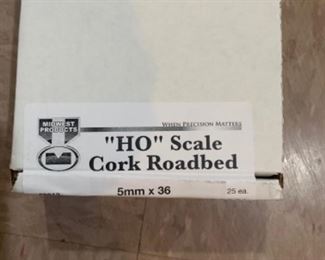 MIDWEST
PRODUCTS
WHEN PRECISION MATTERS
"HO" Scale
Cork Roadbed
5mm x 36
25 ea.